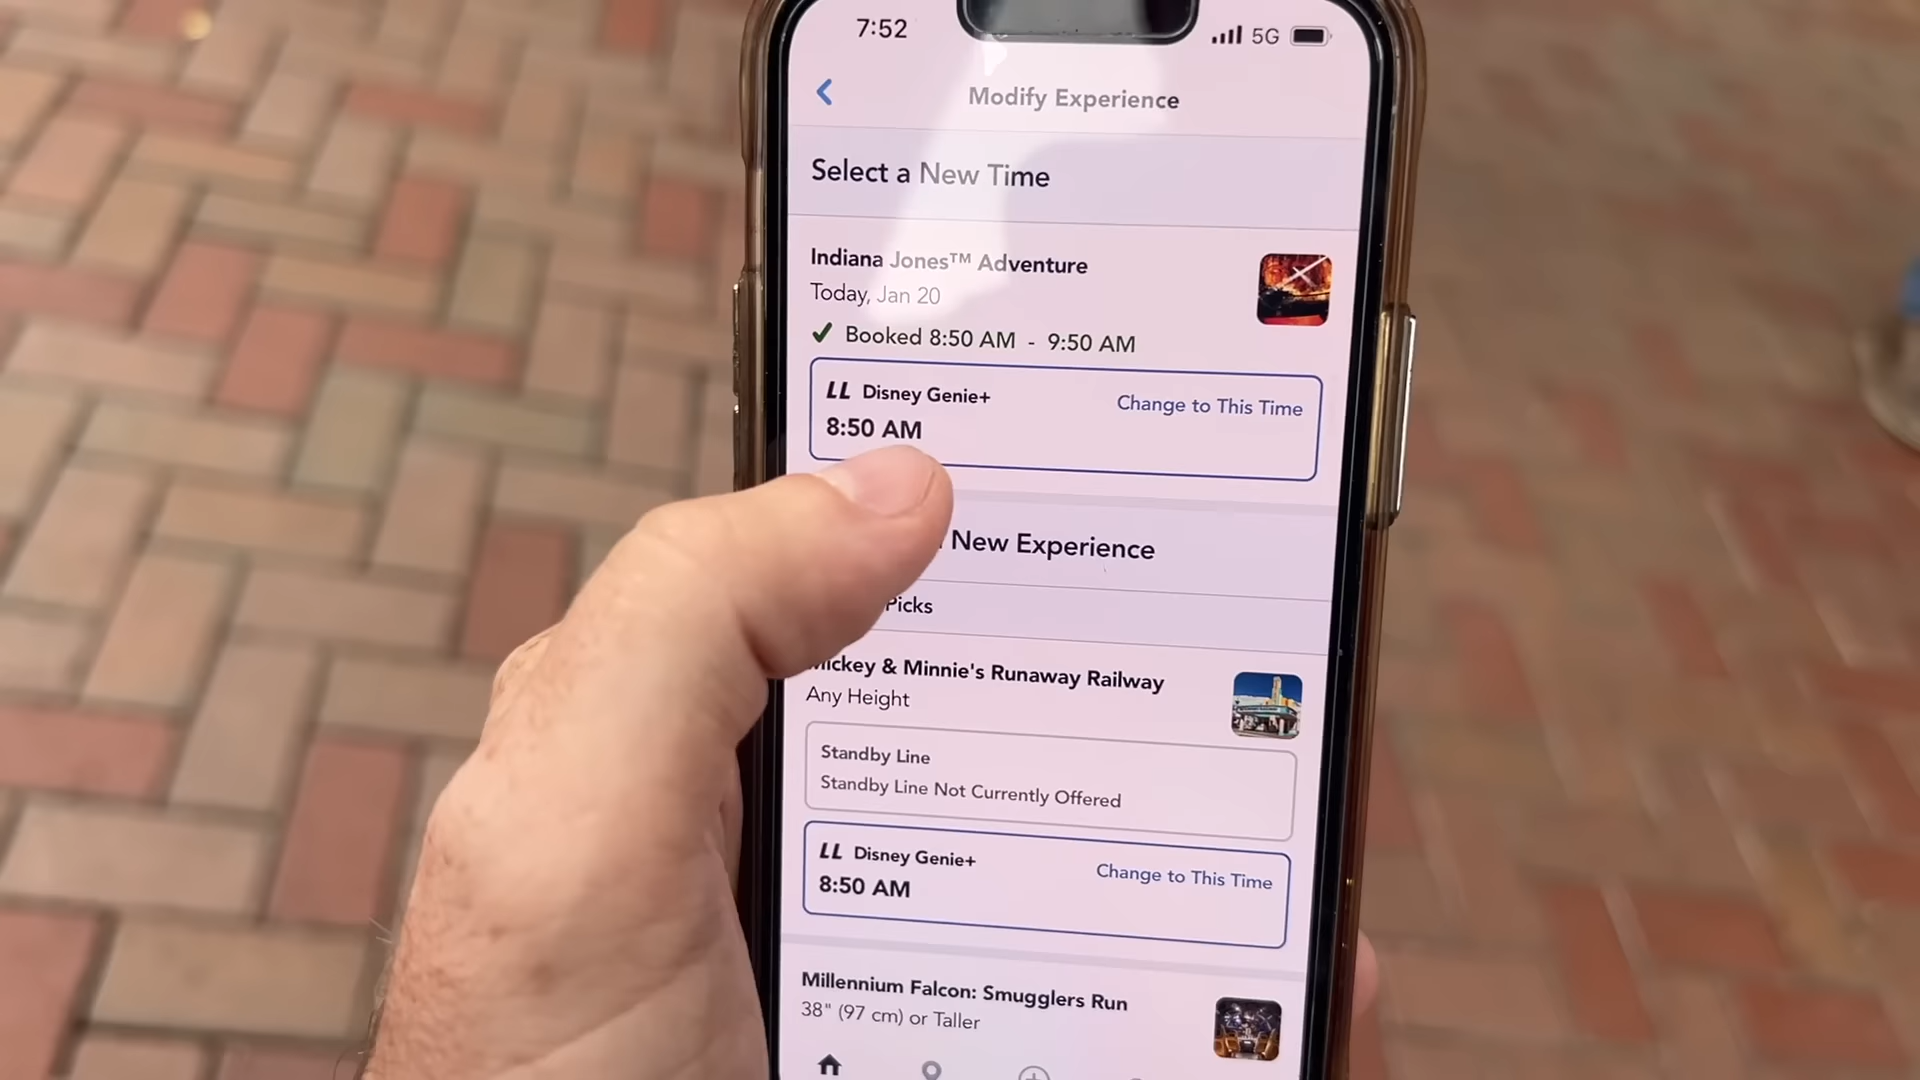 7:52
5G
Modify Experience
Select a New Time
Indiana Jones™ Adventure
Today, Jan 20
Booked 8:50 AM - 9:50 AM
LL Disney Genie+
Change to This Time
8:50 AM
New Experience
Picks
Mickey & Minnie's Runaway Railway
Any Height
Standby Line
Standby Line Not Currently Offered
LL Disney Genie+
Change to This Time
8:50 AM
Millennium Falcon: Smugglers Run
38" (97 cm) or Taller